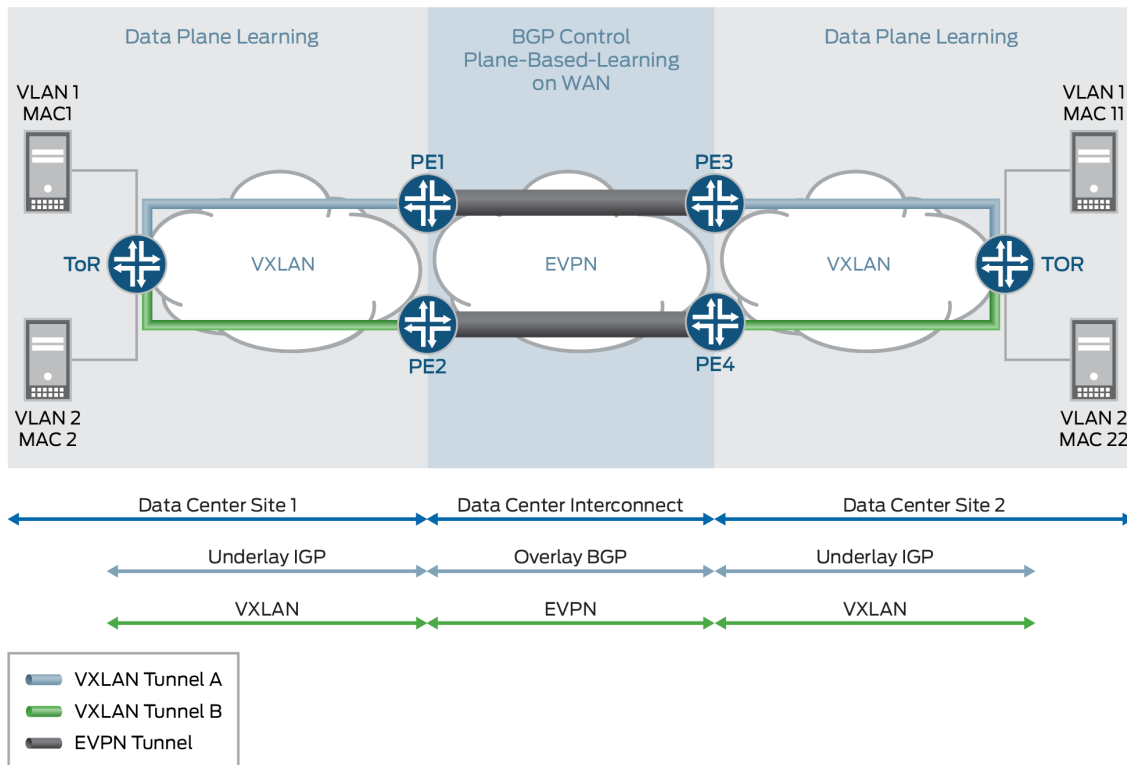 Data Plane Learning
BGP Control
Plane-Based-Learning
on WAN
Data Plane Learning
VLAN 1
MAC1
VLAN 1
MAC 11
PE1
PE3
ToR
VXLAN
EVPN
VXLAN
TOR
PE2
PE4
VLAN 2
MAC 2
VLAN 2
MAC 22
Data Center Site 1
Data Center Interconnect
Data Center Site 2
Underlay IGP
Overlay BGP
Underlay IGP
VXLAN
EVPN
VXLAN
VXLAN Tunnel A
VXLAN Tunnel B
EVPN Tunnel